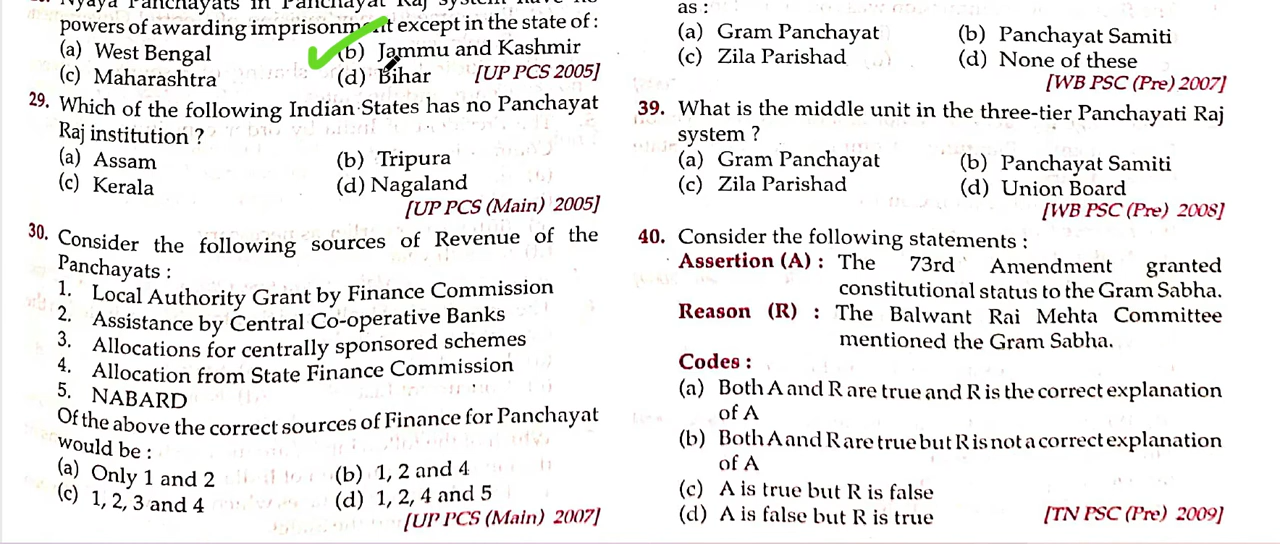 Nyaya Panchayats in Panchayat Raj system have no
powers of awarding imprisonment except in the state of :
(a) West Bengal (b) Jammu and Kashmir
(c) Maharashtra (d) Bihar [UP PCS 2005]
29. Which of the following Indian States has no Panchayat
Raj institution ?
(a) Assam (b) Tripura
(c) Kerala (d) Nagaland
[UP PCS (Main) 2005]
30. Consider the following sources of Revenue of the
Panchayats :
1. Local Authority Grant by Finance Commission
2. Assistance by Central Co-operative Banks
3. Allocations for centrally sponsored schemes
4. Allocation from State Finance Commission
5. NABARD
Of the above the correct sources of Finance for Panchayat
would be :
(a) Only 1 and 2 (b) 1, 2 and 4
(c) 1, 2, 3 and 4 (d) 1, 2, 4 and 5
[UP PCS (Main) 2007]
as :
(a) Gram Panchayat (b) Panchayat Samiti
(c) Zila Parishad (d) None of these
[WB PSC (Pre) 2007]
39. What is the middle unit in the three-tier Panchayati Raj
system ?
(a) Gram Panchayat (b) Panchayat Samiti
(c) Zila Parishad (d) Union Board
[WB PSC (Pre) 2008]
40. Consider the following statements :
Assertion (A) : The 73rd Amendment granted
constitutional status to the Gram Sabha.
Reason (R) : The Balwant Rai Mehta Committee
mentioned the Gram Sabha.
Codes :
(a) Both A and R are true and R is the correct explanation
of A
(b) Both A and R are true but R is not a correct explanation
of A
(c) A is true but R is false
(d) A is false but R is true [TN PSC (Pre) 2009]